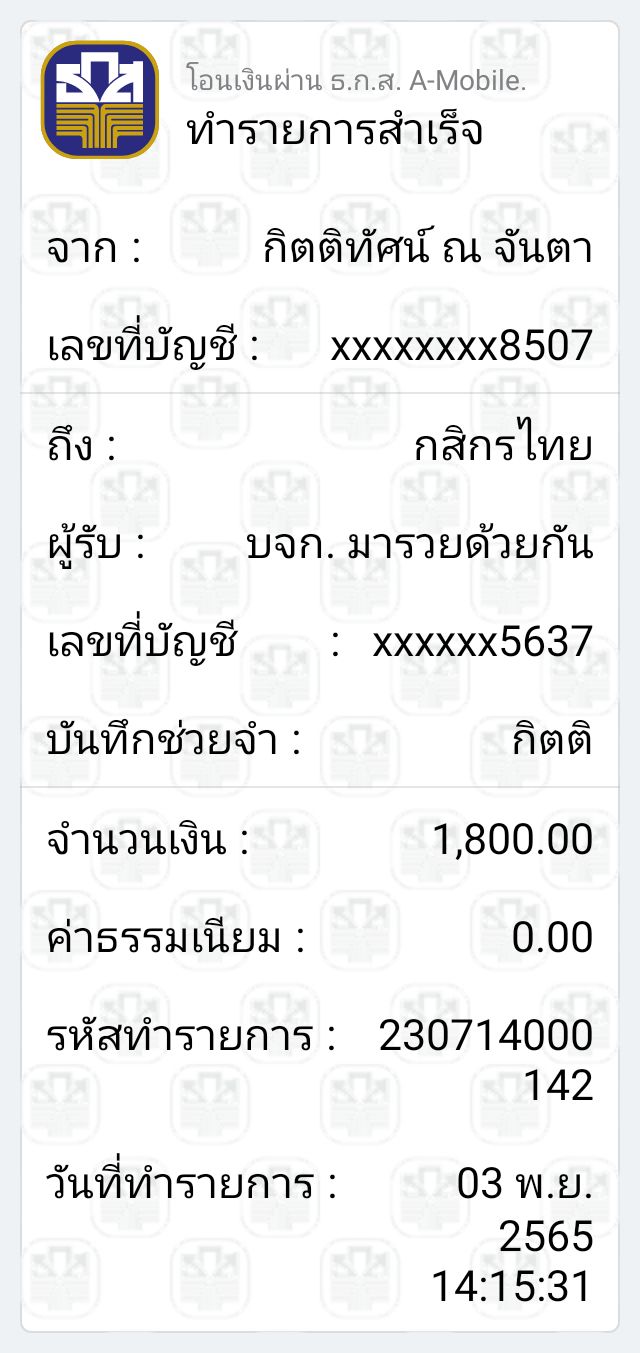 โอนเงินผ่าน ธ.ก.ส. A-Mobile.
ทำรายการสำเร็จ
จาก : กิตติทัศน์ ณ จันตา
เลขที่บัญชี : xxxxxxxx8507
ถึง : กสิกรไทย
ผู้รับ : บจก. มารวยด้วยกัน
เลขที่บัญชี : xxxxxx5637
บันทึกช่วยจำ : กิตติ
จำนวนเงิน : 1,800.00
ค่าธรรมเนียม : 0.00
รหัสทำรายการ : 230714000
142
วันที่ทำรายการ : 03 พ.ย.
2565
14:15:31